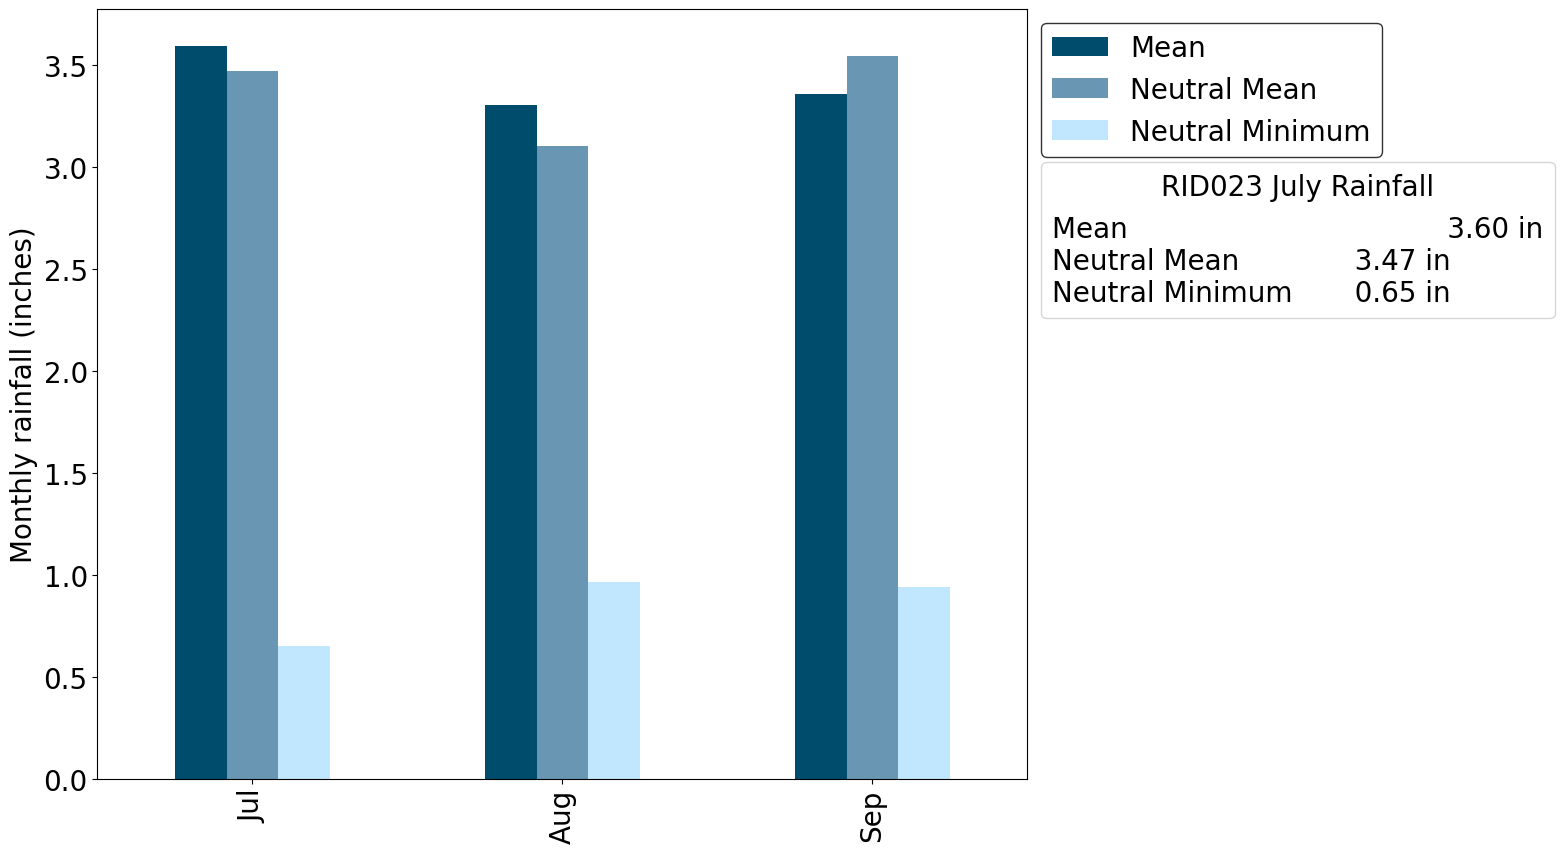 Monthly rainfall (inches)
3.5
3.0
2.5
2.0
1.5
1.0
0.5
0.0
Jul
Aug
Sep
Mean
Neutral Mean
Neutral Minimum
RID023 July Rainfall
Mean 3.60 in
Neutral Mean 3.47 in
Neutral Minimum 0.65 in